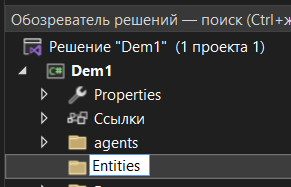 Обозреватель решений — поиск (Ctrl+ж
Решение "Dem1" (1 проекта 1)
Dem1
Properties
Ссылки
agents
Entities